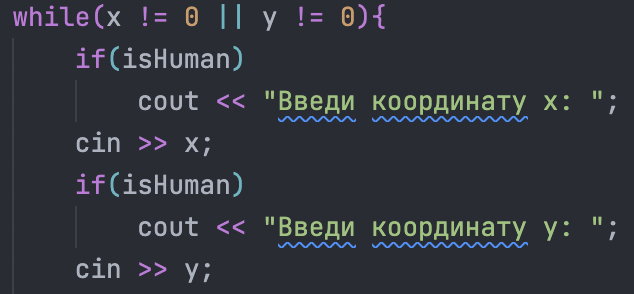 while(x != 0 || y != 0){
if(isHuman)
cout << "Введи координату x: ";
cin >> x;
if(isHuman)
cout << "Введи координату y: ";
cin >> y;